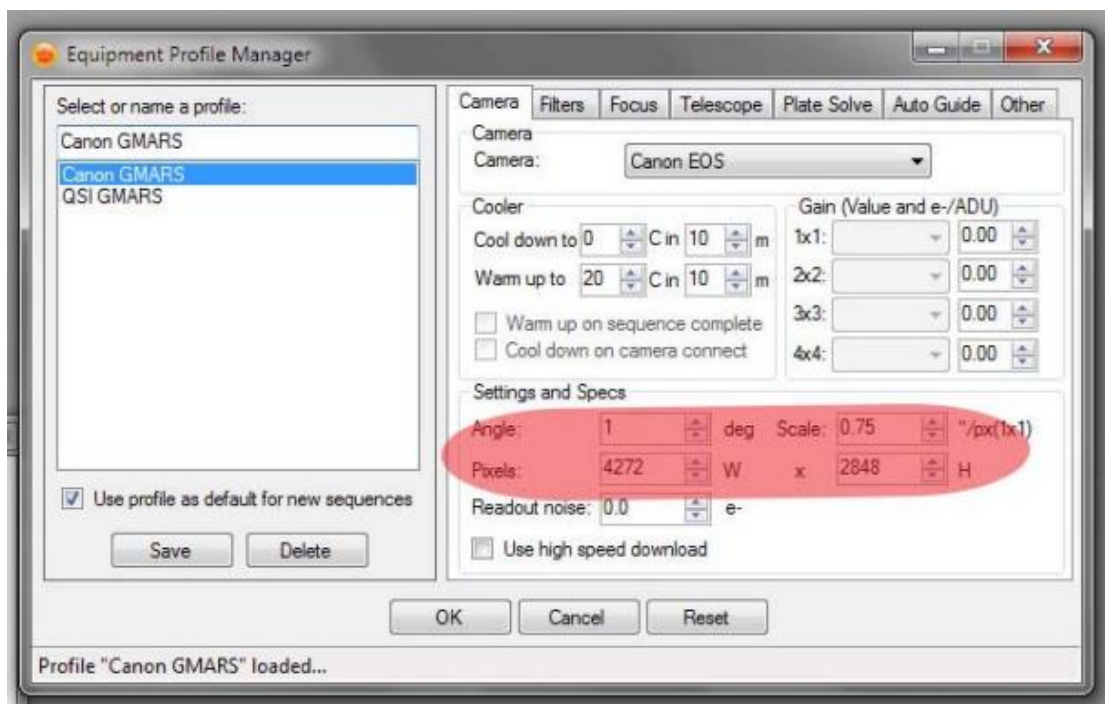 Equipment Profile Manager
Select or name a profile:
Canon GMARS
Canon GMARS
QSI GMARS
Use profile as default for new sequences
Save Delete
Camera Filters Focus Telescope Plate Solve Auto Guide Other
Camera
Camera: Canon EOS
Cooler
Cool down to 0 C in 10 m
Warm up to 20 C in 10 m
Warm up on sequence complete
Cool down on camera connect
Gain (Value and e-/ADU)
1x1: 0.00
2x2: 0.00
3x3: 0.00
4x4: 0.00
Settings and Specs
Angle: 1 deg Scale: 0.75 "/px(1x1)
Pixels: 4272 W x 2848 H
Readout noise: 0.0 e-
Use high speed download
OK Cancel Reset
Profile "Canon GMARS" loaded...